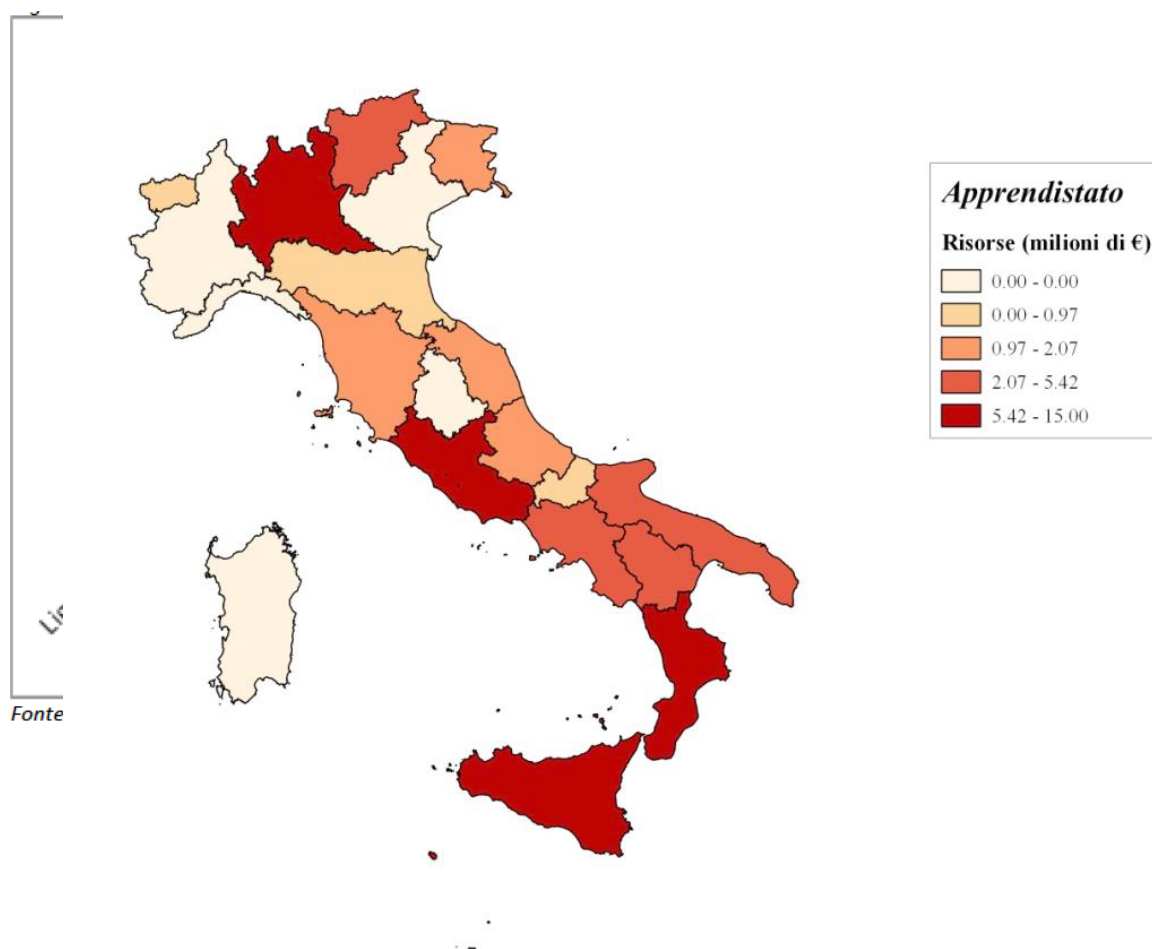 Apprendistato
Risorse (milioni di €)
0.00 - 0.00
0.00 - 0.97
0.97 - 2.07
2.07 - 5.42
5.42 - 15.00
Fonte